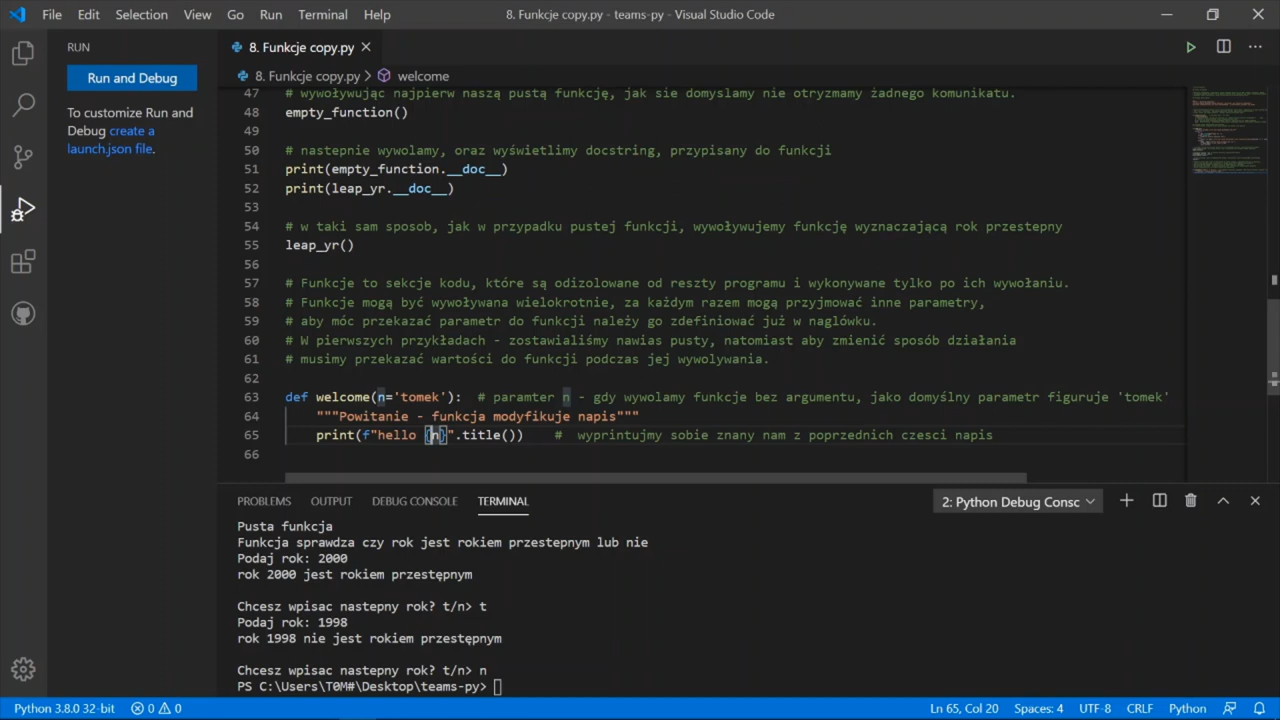 File Edit Selection View Go Run Terminal Help 8. Funkcje copy.py - teams-py - Visual Studio Code
RUN
Run and Debug
To customize Run and
Debug create a
launch.json file.
8. Funkcje copy.py
8. Funkcje copy.py > welcome
47 # wywoływując najpierw naszą pustą funkcję, jak sie domyslamy nie otryzmamy żadnego komunikatu.
48 empty_function()
49
50 # nastepnie wywolamy, oraz wyswietlimy docstring, przypisany do funkcji
51 print(empty_function.__doc__)
52 print(leap_yr.__doc__)
53
54 # w taki sam sposob, jak w przypadku pustej funkcji, wywoływujemy funkcję wyznaczającą rok przestepny
55 leap_yr()
56
57 # Funkcje to sekcje kodu, które są odizolowane od reszty programu i wykonywane tylko po ich wywołaniu.
58 # Funkcje mogą być wywoływana wielokrotnie, za każdym razem mogą przyjmować inne parametry,
59 # aby móc przekazać parametr do funkcji należy go zdefiniować już w naglówku.
60 # W pierwszych przykładach - zostawialiśmy nawias pusty, natomiast aby zmienić sposób działania
61 # musimy przekazać wartości do funkcji podczas jej wywolywania.
62
63 def welcome(n='tomek'): # paramter n - gdy wywolamy funkcje bez argumentu, jako domyślny parametr figuruje 'tomek'
64 """Powitanie - funkcja modyfikuje napis"""
65 print(f"hello {n}".title()) # wyprintujmy sobie znany nam z poprzednich czesci napis
66
PROBLEMS OUTPUT DEBUG CONSOLE TERMINAL 2: Python Debug Consc
Pusta funkcja
Funkcja sprawdza czy rok jest rokiem przestepnym lub nie
Podaj rok: 2000
rok 2000 jest rokiem przestępnym
Chcesz wpisac nastepny rok? t/n> t
Podaj rok: 1998
rok 1998 nie jest rokiem przestępnym
Chcesz wpisac nastepny rok? t/n> n
PS C:\Users\T0M#\Desktop\teams-py>
Python 3.8.0 32-bit 0 0 Ln 65, Col 20 Spaces: 4 UTF-8 CRLF Python